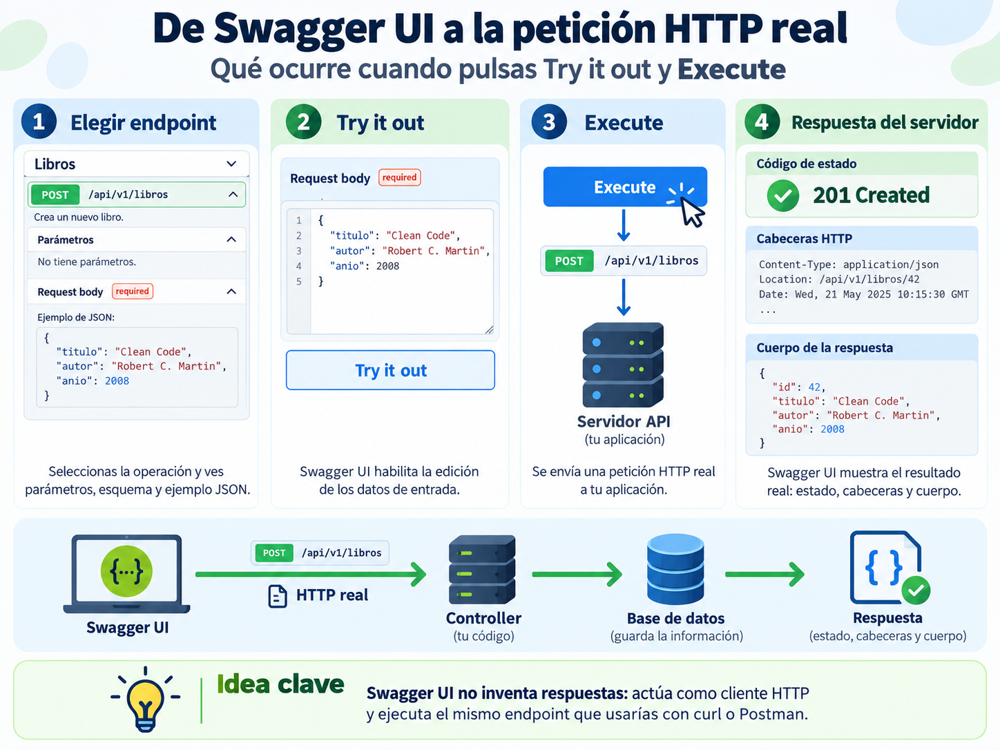 De Swagger UI a la petición HTTP real
Qué ocurre cuando pulsas Try it out y Execute
1 Elegir endpoint
Libros
POST /api/v1/libros
Crea un nuevo libro.
Parámetros
No tiene parámetros.
Request body required
Ejemplo de JSON:
{
"titulo": "Clean Code",
"autor": "Robert C. Martin",
"anio": 2008
}
Seleccionas la operación y ves
parámetros, esquema y ejemplo JSON.
2 Try it out
Request body required
1 {
2 "titulo": "Clean Code",
3 "autor": "Robert C. Martin",
4 "anio": 2008
5 }
Try it out
Swagger UI habilita la edición
de los datos de entrada.
3 Execute
Execute
POST /api/v1/libros
Servidor API
(tu aplicación)
Se envía una petición HTTP real
a tu aplicación.
4 Respuesta del servidor
Código de estado
201 Created
Cabeceras HTTP
Content-Type: application/json
Location: /api/v1/libros/42
Date: Wed, 21 May 2025 10:15:30 GMT
...
Cuerpo de la respuesta
{
"id": 42,
"titulo": "Clean Code",
"autor": "Robert C. Martin",
"anio": 2008
}
Swagger UI muestra el resultado
real: estado, cabeceras y cuerpo.
{...}
Swagger UI
POST /api/v1/libros
HTTP real
Controller
(tu código)
Base de datos
(guarda la información)
{ }
Respuesta
(estado, cabeceras y cuerpo)
Idea clave
Swagger UI no inventa respuestas: actúa como cliente HTTP
y ejecuta el mismo endpoint que usarías con curl o Postman.